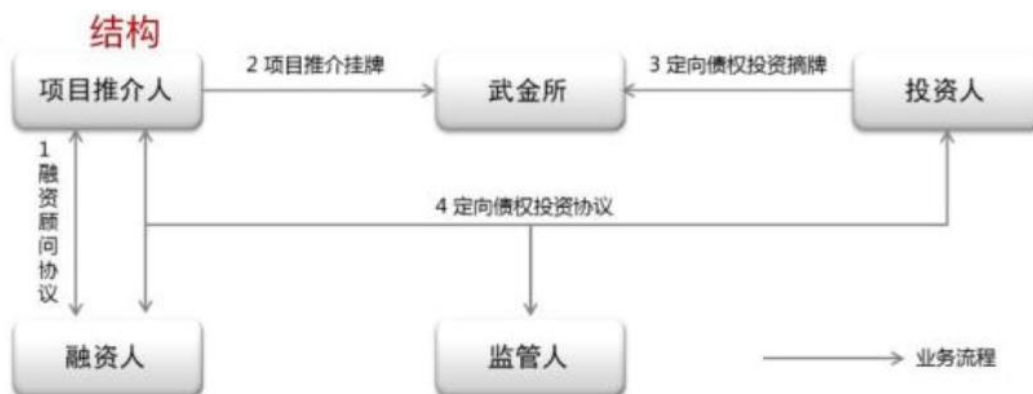 结构
项目推介人
2 项目推介挂牌
武金所
3 定向债权投资摘牌
投资人
1
融
资
顾
问
协
议
4 定向债权投资协议
融资人
监管人
业务流程